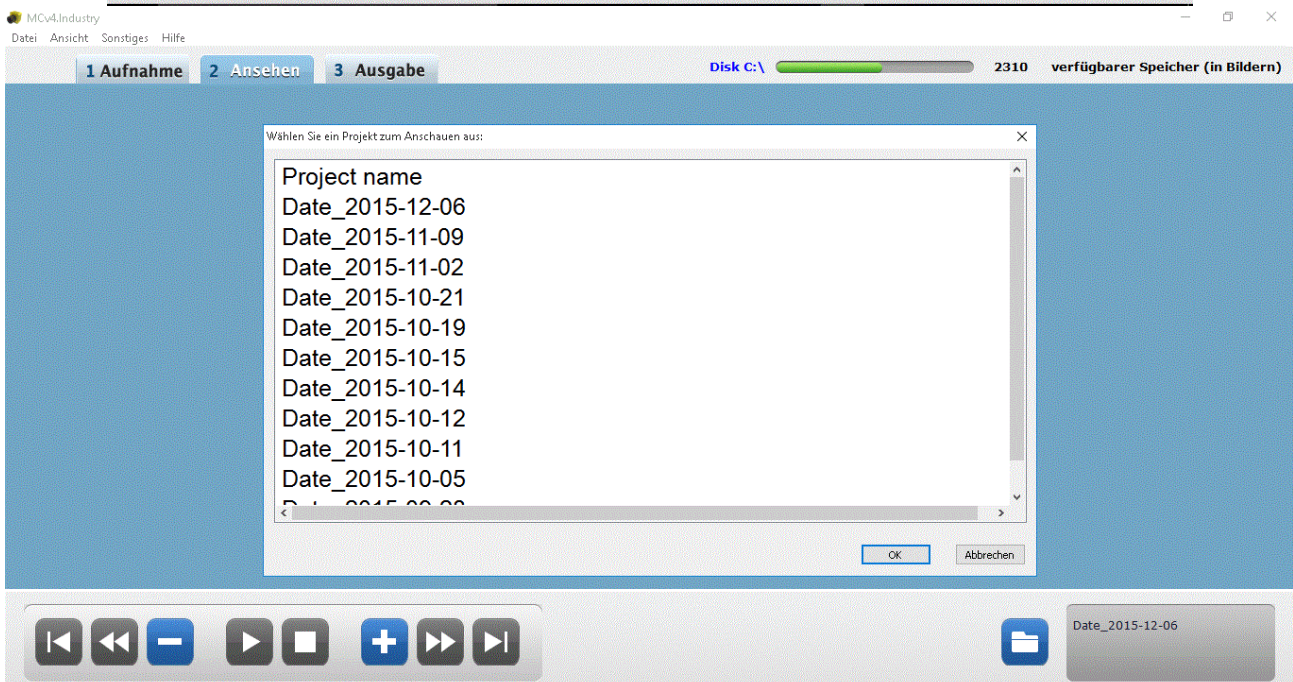 MCv4.Industry
Datei Ansicht Sonstiges Hilfe
1 Aufnahme 2 Ansehen 3 Ausgabe Disk C:\ 2310 verfügbarer Speicher (in Bildern)
Wählen Sie ein Projekt zum Anschauen aus:
Project name
Date_2015-12-06
Date_2015-11-09
Date_2015-11-02
Date_2015-10-21
Date_2015-10-19
Date_2015-10-15
Date_2015-10-14
Date_2015-10-12
Date_2015-10-11
Date_2015-10-05
OK Abbrechen
Date_2015-12-06